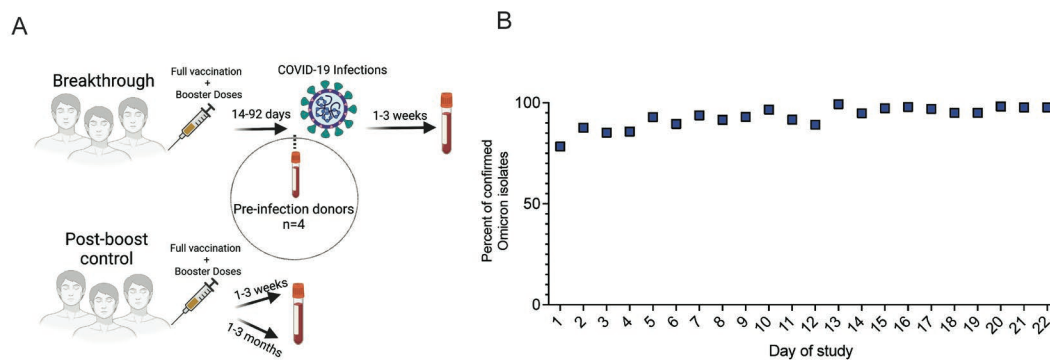 A
Breakthrough
Full vaccination
+
Booster Doses
14-92 days
COVID-19 Infections
1-3 weeks
Pre-infection donors
n=4
Post-boost
control
Full vaccination
+
Booster Doses
1-3 weeks
1-3 months
B
Percent of confirmed
Omicron isolates
100
50
0
1 2 3 4 5 6 7 8 9 10 11 12 13 14 15 16 17 18 19 20 21 22
Day of study